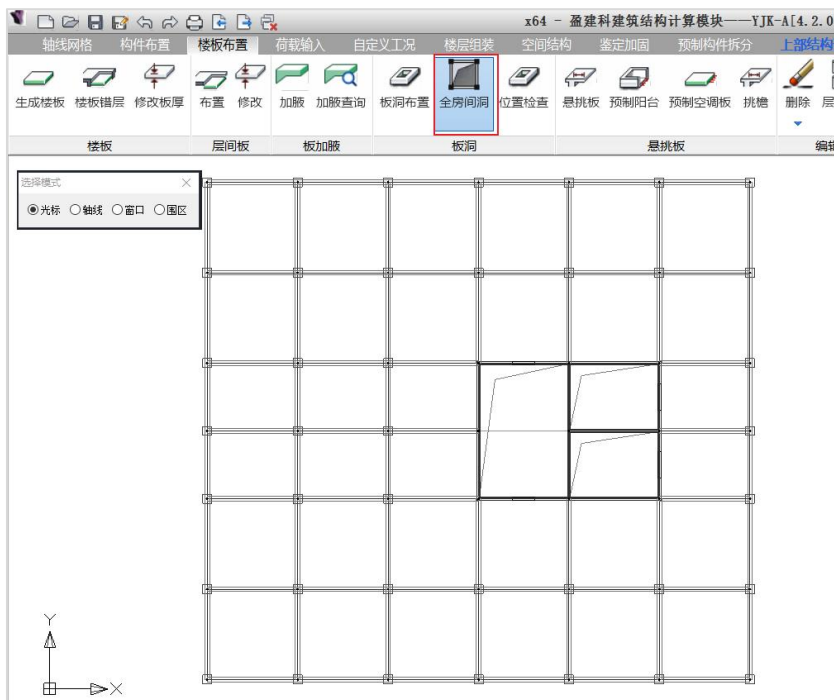 x64 - 盈建科建筑结构计算模块——YJK-A[4.2.0
轴线网格 构件布置 楼板布置 荷载输入 自定义工况 楼层组装 空间结构 鉴定加固 预制构件拆分 上部结构
生成楼板 楼板错层 修改板厚 布置 修改 加腋 加腋查询 板洞布置 全房间洞 位置检查 悬挑板 预制阳台 预制空调板 挑檐 删除 层
楼板 层间板 板加腋 板洞 悬挑板 编辑
选择模式
光标 轴线 窗口 围区
Y
X